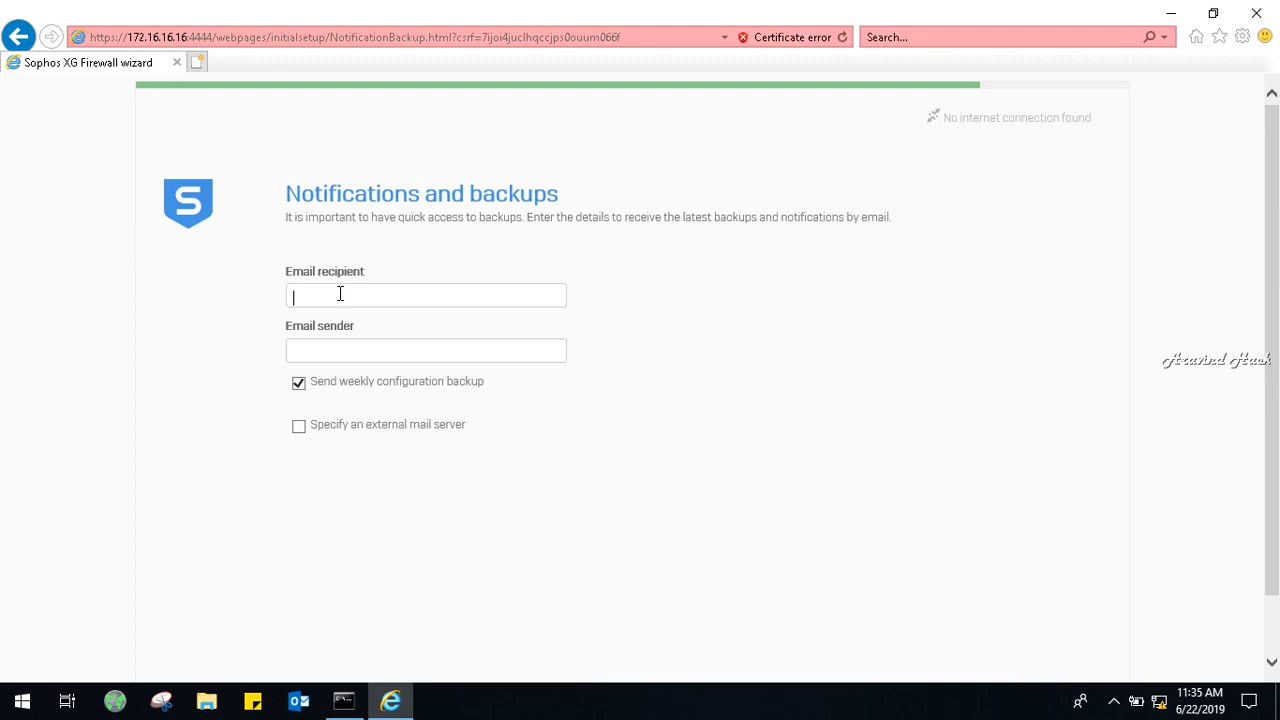 https://172.16.16.16:4444/webpages/initialsetup/NotificationBackup.html?csrf=7ijoi4juclhqccjps0ouum066f
Certificate error
Search...
Sophos XG Firewall wizard
No internet connection found
S
Notifications and backups
It is important to have quick access to backups. Enter the details to receive the latest backups and notifications by email.
Email recipient
Email sender
Aravind Hack
Send weekly configuration backup
Specify an external mail server
11:35 AM
6/22/2019